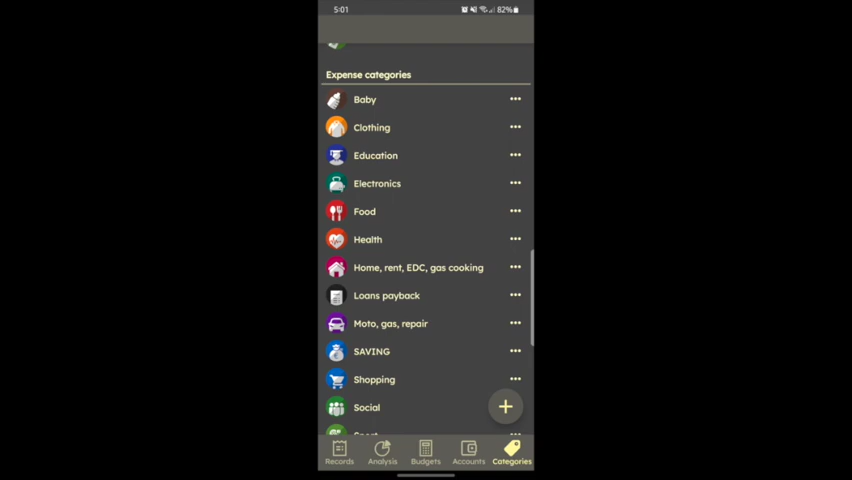 5:01
82%
Expense categories
Baby
Clothing
Education
Electronics
Food
Health
Home, rent, EDC, gas cooking
Loans payback
Moto, gas, repair
SAVING
Shopping
Social
Sport
Records
Analysis
Budgets
Accounts
Categories